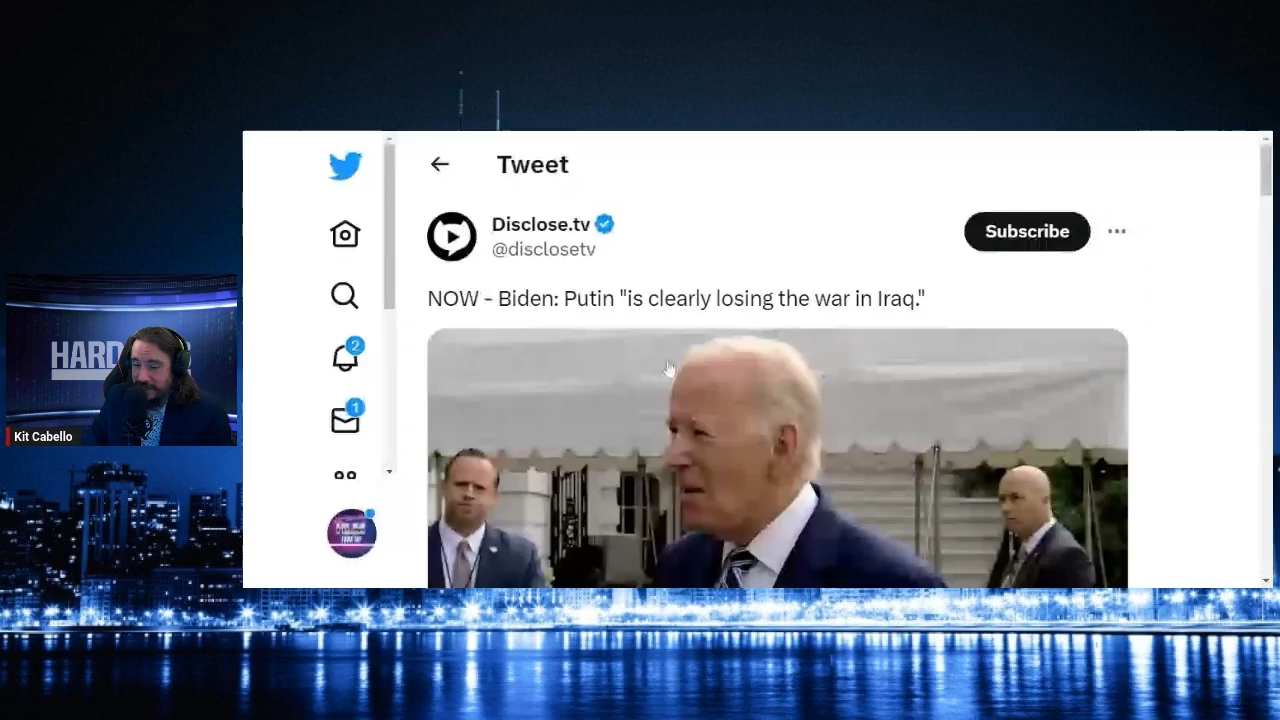 Tweet
Disclose.tv
@disclosetv
Subscribe
NOW - Biden: Putin "is clearly losing the war in Iraq."
2
1
HARD
Kit Cabello